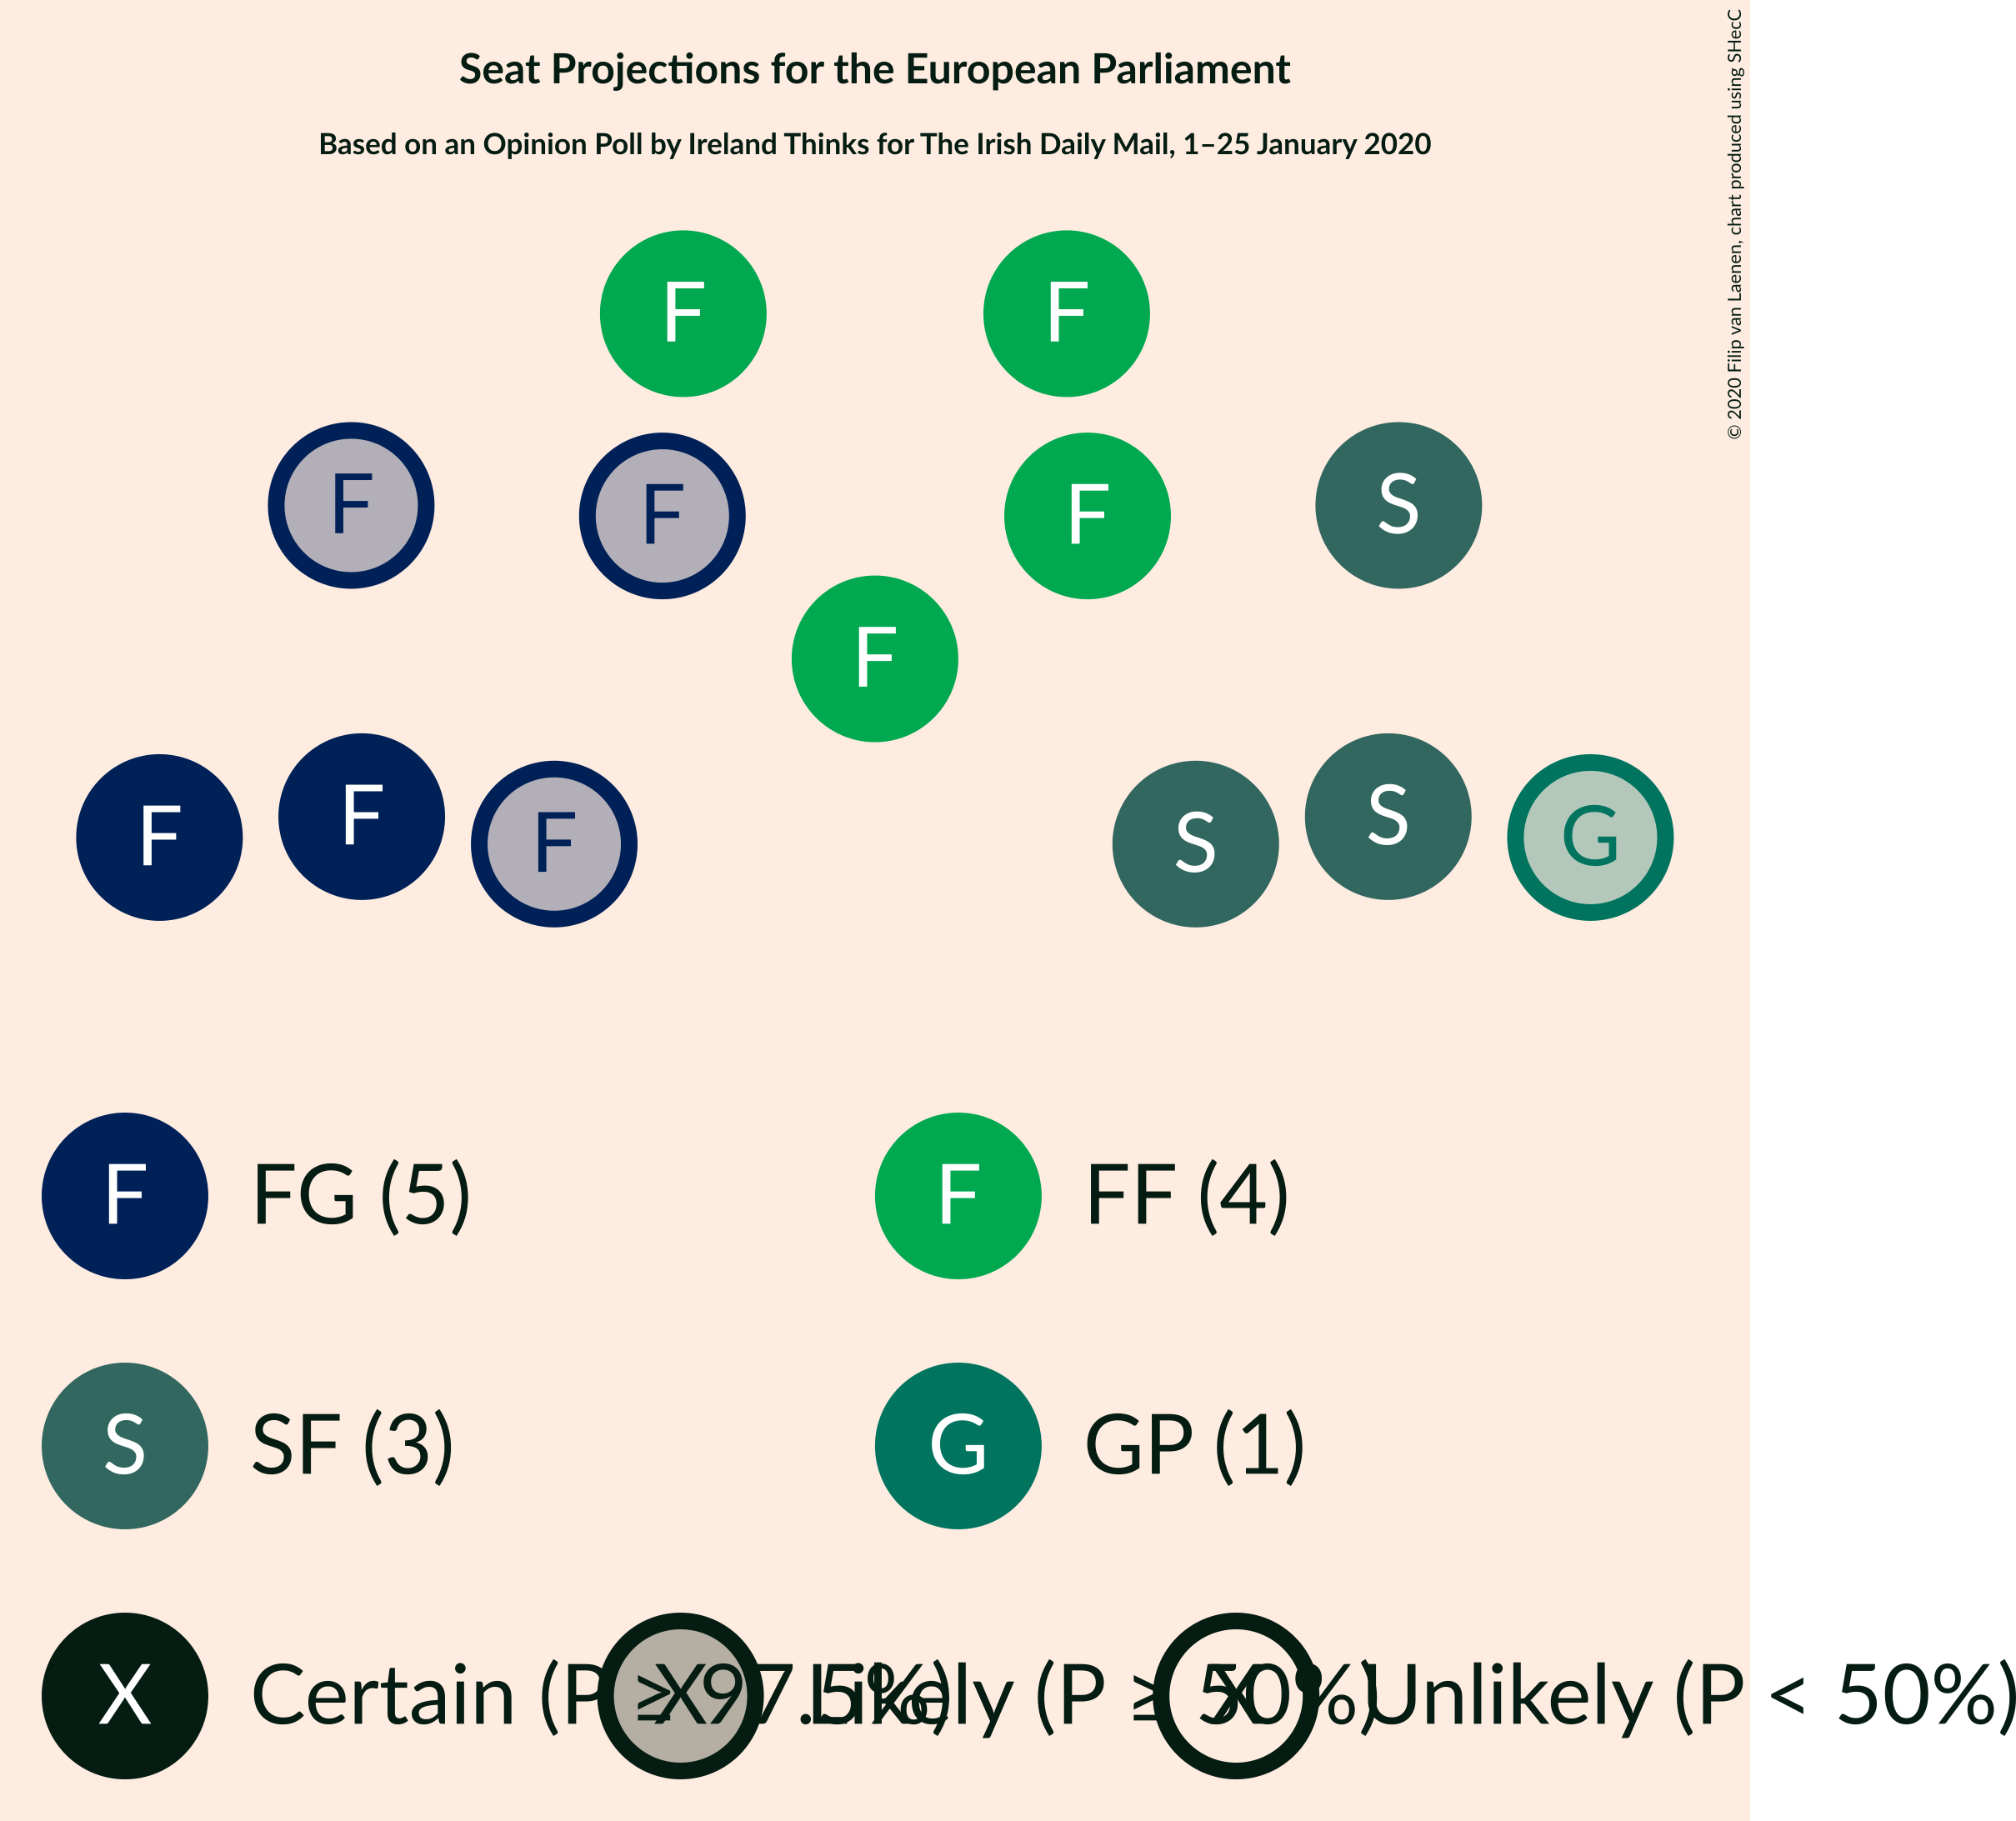 Seat Projections for the European Parliament
Based on an Opinion Poll by Ireland Thinks for The Irish Daily Mail, 1–25 January 2020
© 2020 Filip van Laenen, chart produced using SHecC
F F
F F F S
F
F F F S S G
F FG (5) F FF (4)
S SF (3) G GP (1)
X Certain (P ≥ 97.5%) X Likely (P ≥ 50%) X Unlikely (P < 50%)